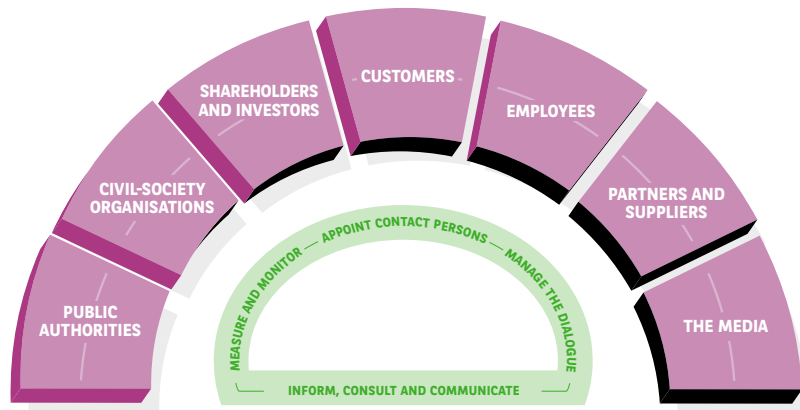 CUSTOMERS
SHAREHOLDERS
AND INVESTORS
EMPLOYEES
CIVIL-SOCIETY
ORGANISATIONS
PARTNERS AND
SUPPLIERS
PUBLIC
AUTHORITIES
THE MEDIA
MEASURE AND MONITOR — APPOINT CONTACT PERSONS — MANAGE THE DIALOGUE
INFORM, CONSULT AND COMMUNICATE